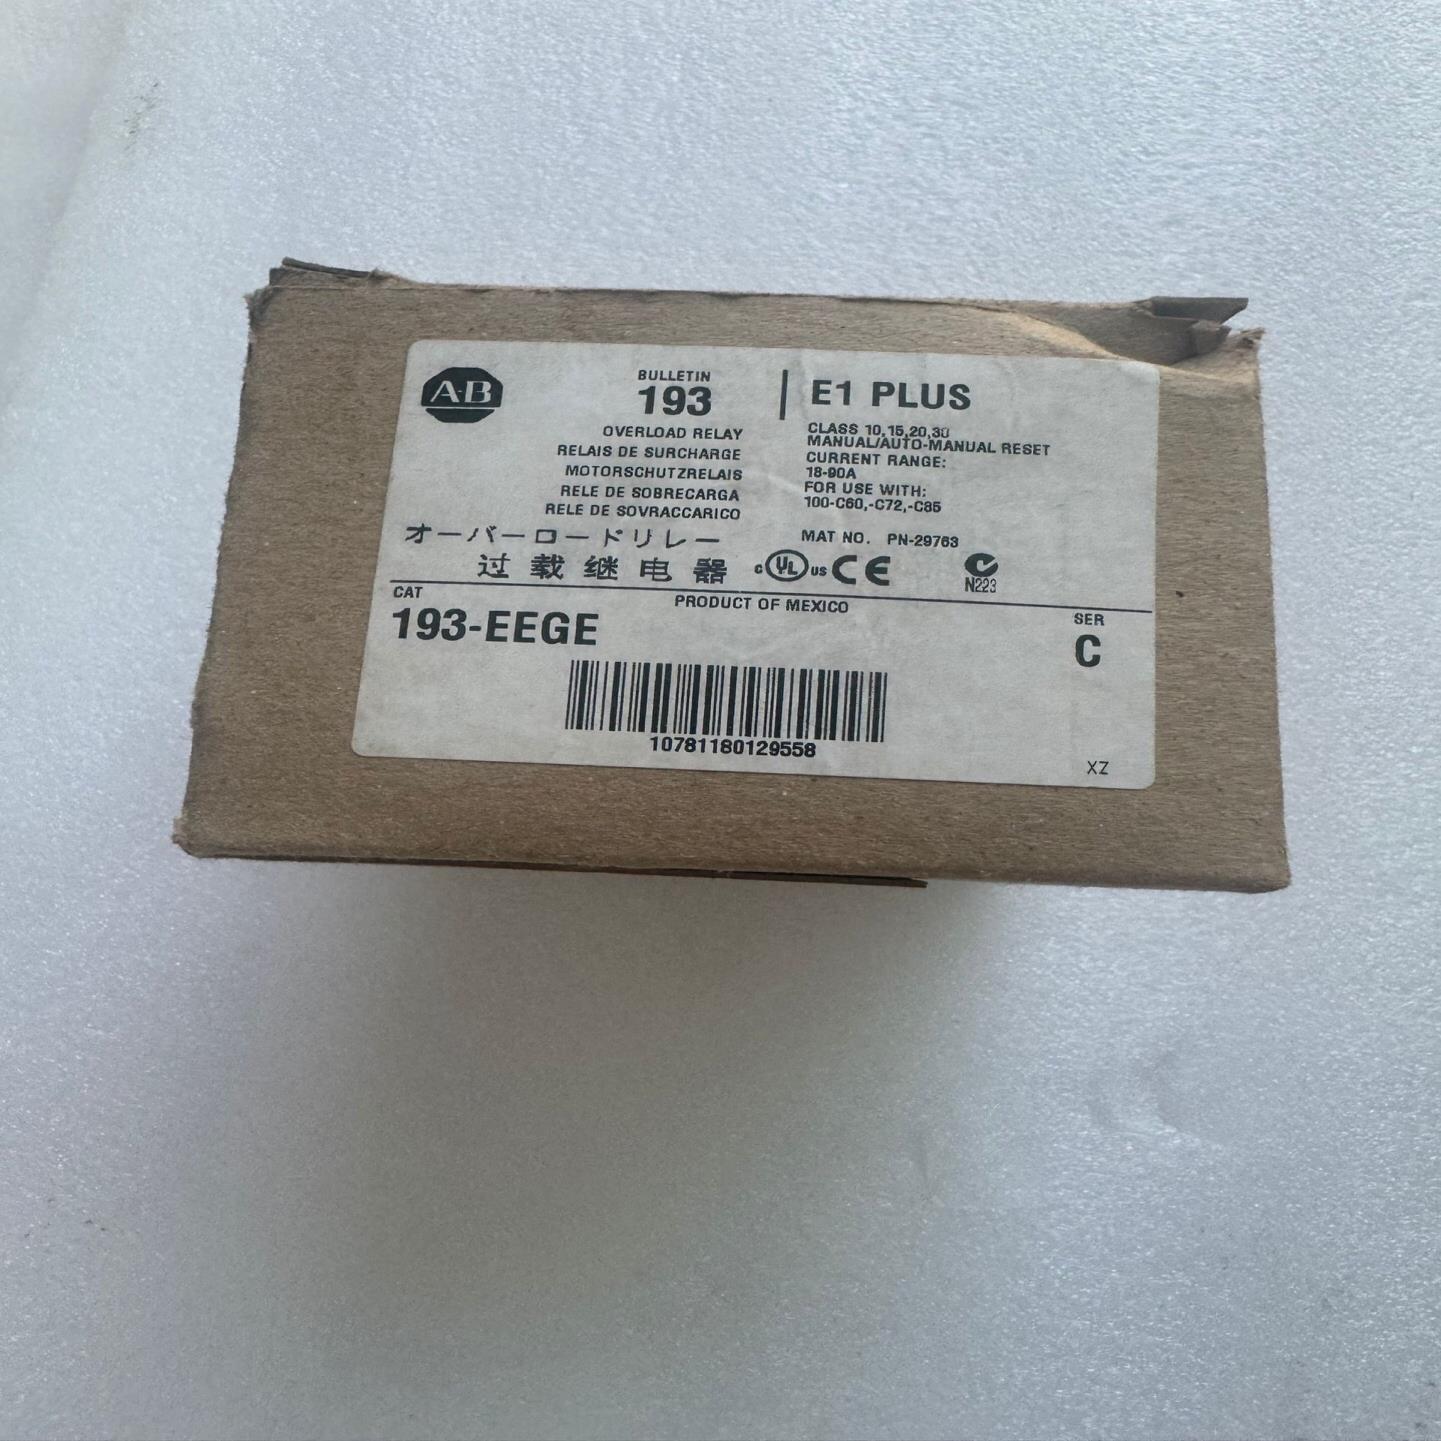 A-B
BULLETIN
193
OVERLOAD RELAY
RELAIS DE SURCHARGE
MOTORSCHUTZRELAIS
RELE DE SOBRECARGA
RELE DE SOVRACCARICO
オーバーロードリレー
过载继电器
E1 PLUS
CLASS 10,15,20,30
MANUAL/AUTO-MANUAL RESET
CURRENT RANGE:
18-90A
FOR USE WITH:
100-C60,-C72,-C85
MAT NO. PN-29763
C UL US CE
N223
PRODUCT OF MEXICO
CAT
193-EEGE
SER
C
10781180129558
XZ